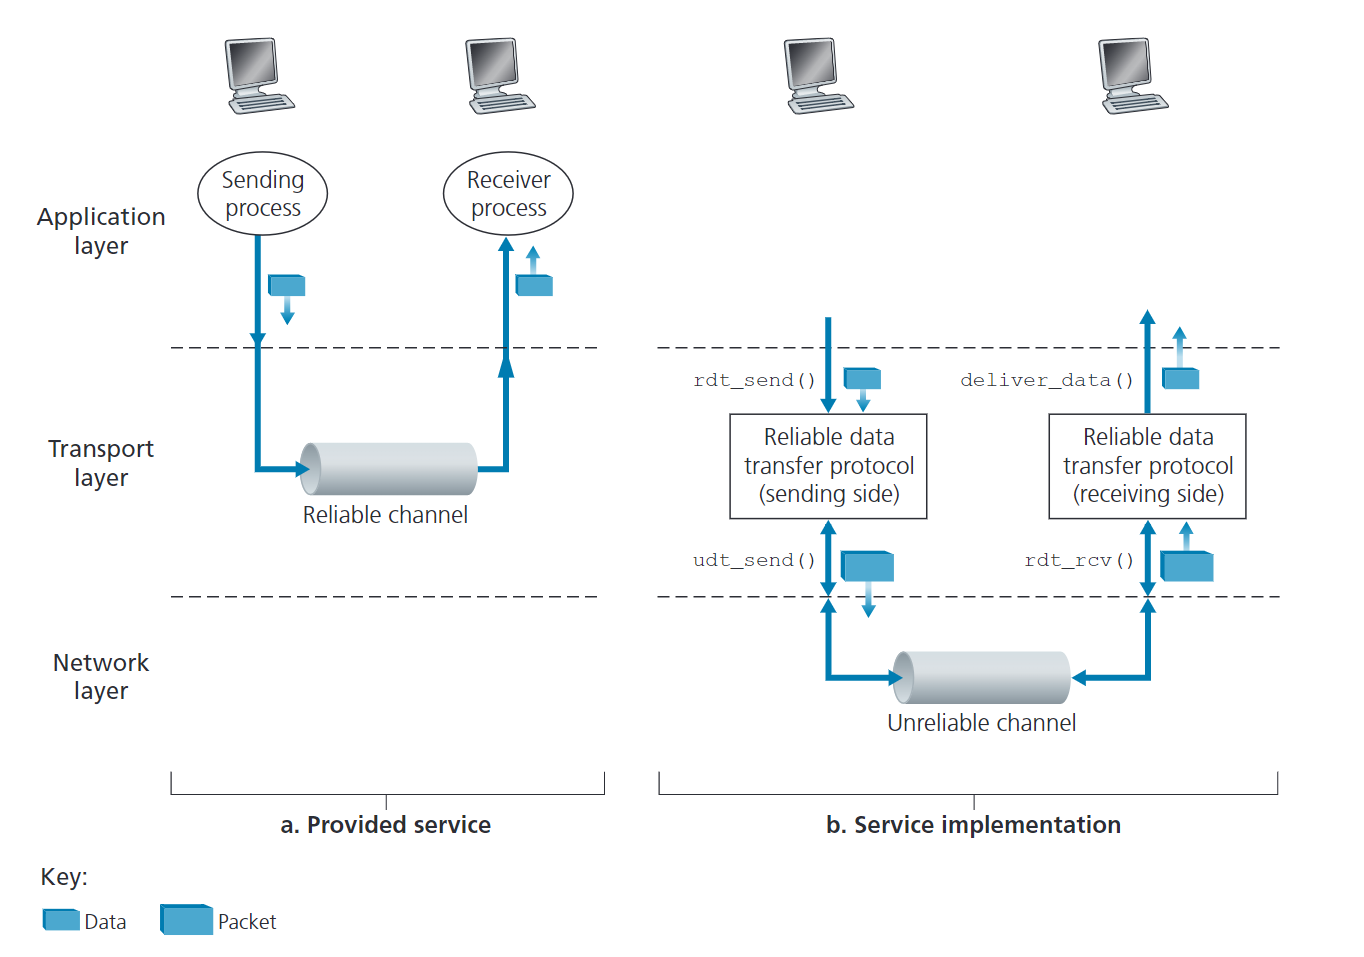 Sending
process
Receiver
process
Application
layer
rdt_send()
deliver_data()
Transport
layer
Reliable data
transfer protocol
(sending side)
Reliable data
transfer protocol
(receiving side)
Reliable channel
udt_send()
rdt_rcv()
Network
layer
Unreliable channel
a. Provided service
b. Service implementation
Key:
Data
Packet